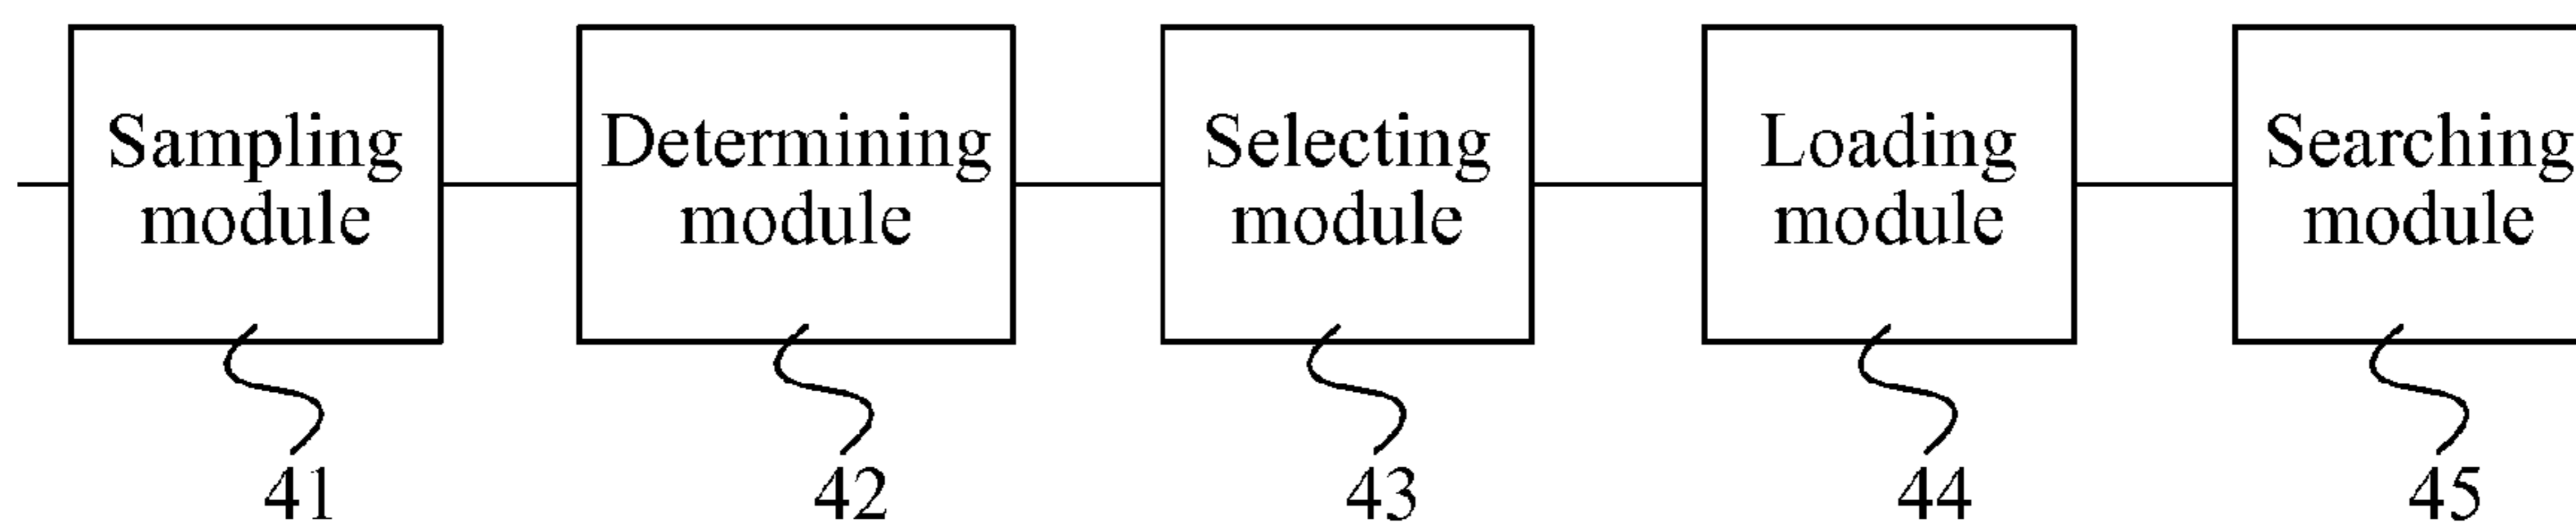 Sampling
module
Determining
module
Selecting
module
Loading
module
Searching
module
41
42
43
44
45